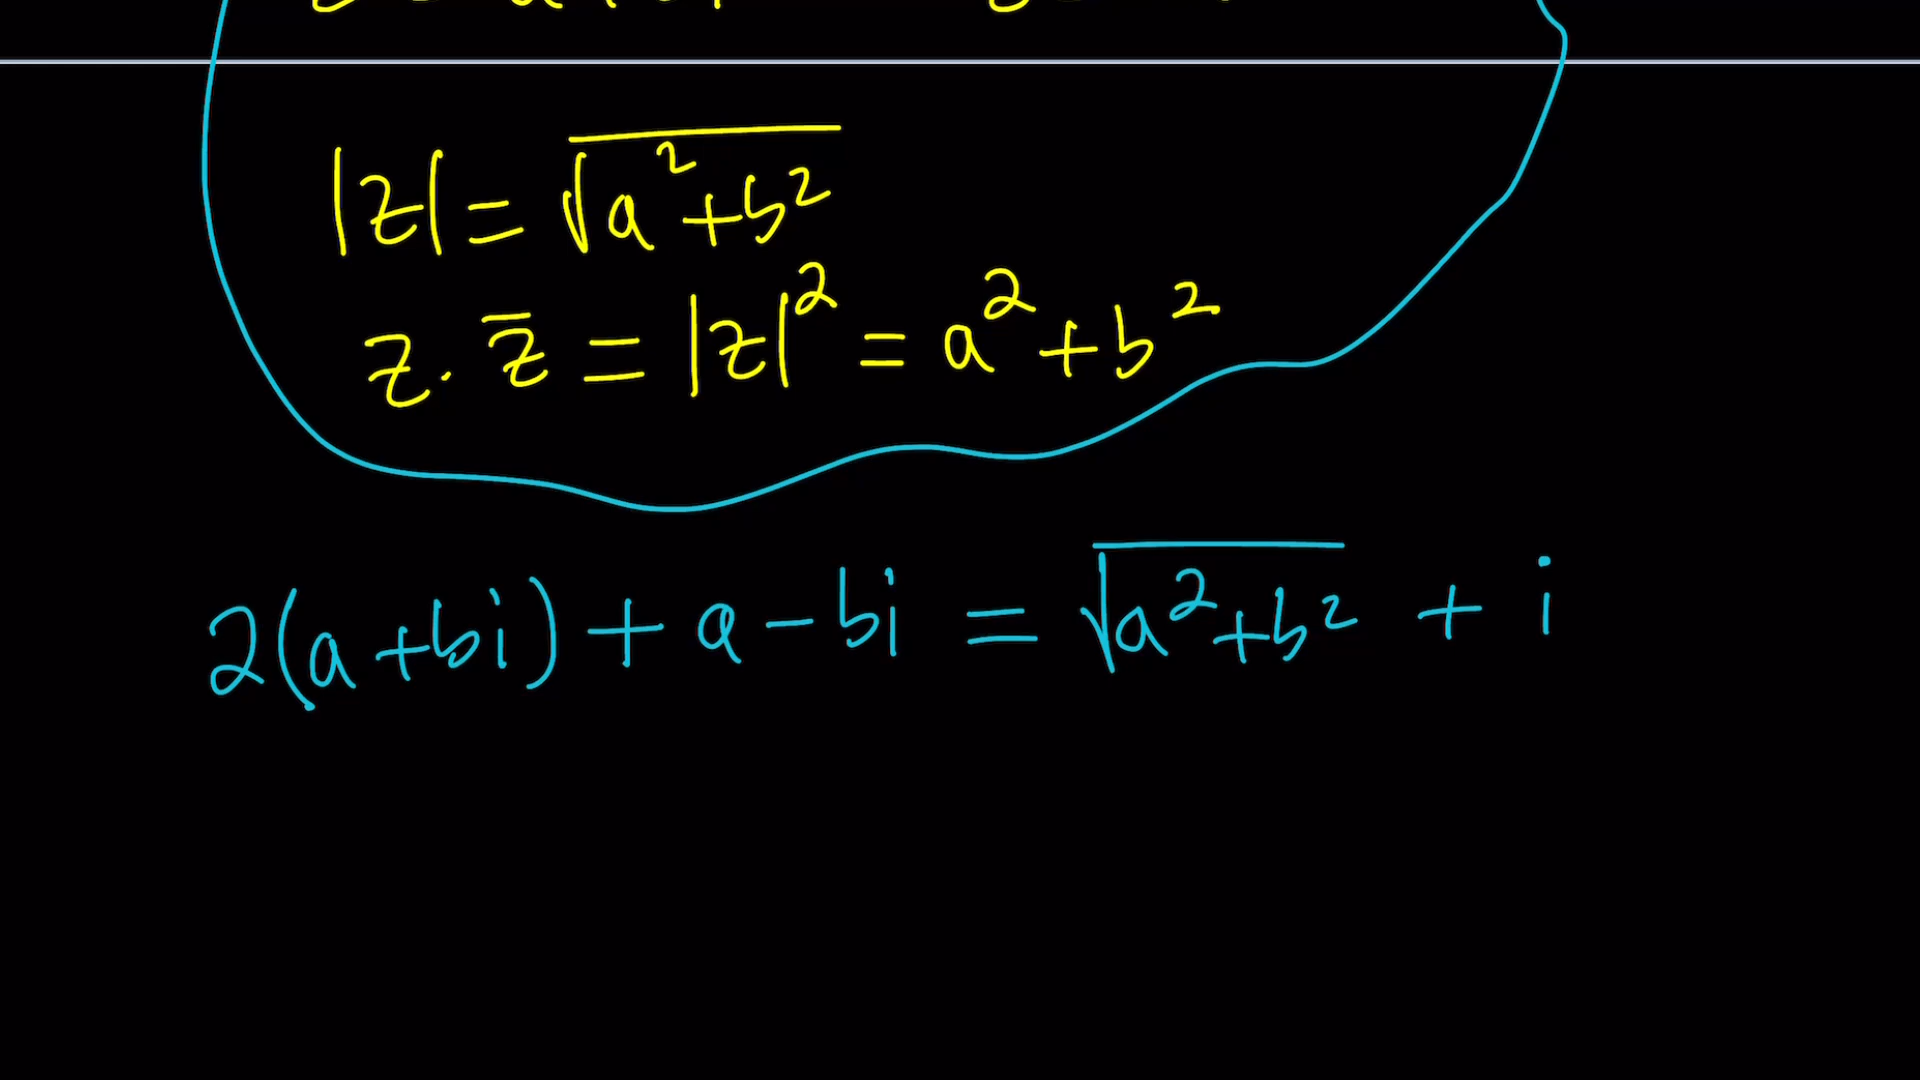 |z| = √a²+b²
z · z̄ = |z|² = a² + b²
2(a+bi) + a - bi = √a²+b² + i